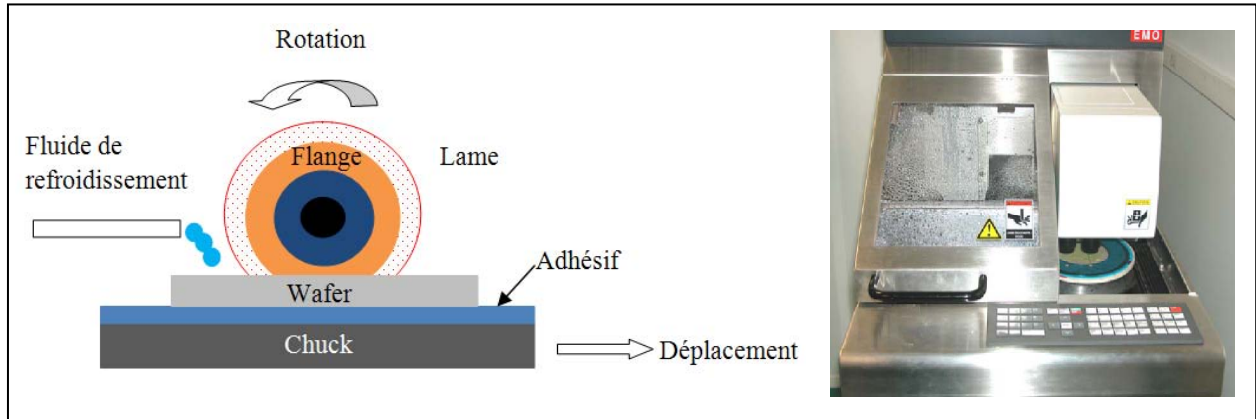 Rotation
Fluide de
refroidissement
Flange
Lame
Adhésif
Wafer
Chuck
Déplacement
EMO